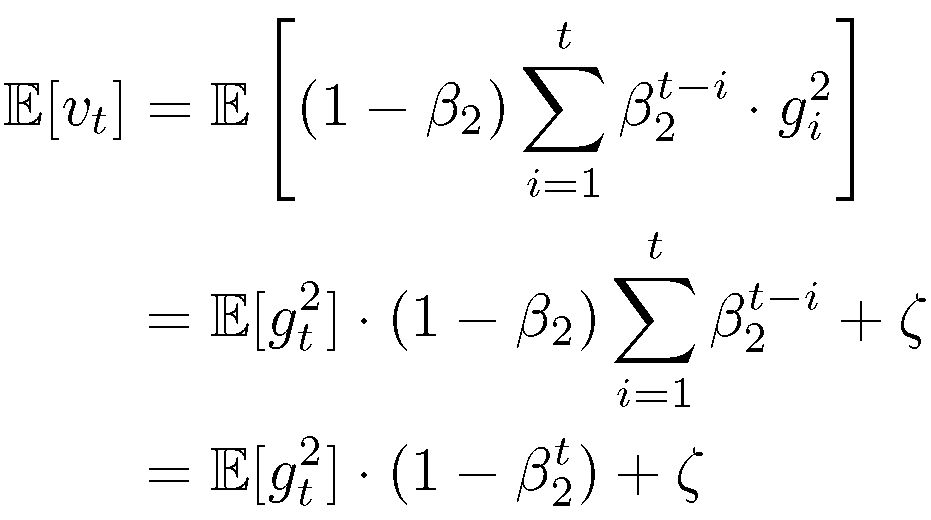 𝔼[v_t] = 𝔼 [ (1 − β_2) ∑_{i=1}^{t} β_2^{t−i} · g_i^2 ]
= 𝔼[g_t^2] · (1 − β_2) ∑_{i=1}^{t} β_2^{t−i} + ζ
= 𝔼[g_t^2] · (1 − β_2^t) + ζ